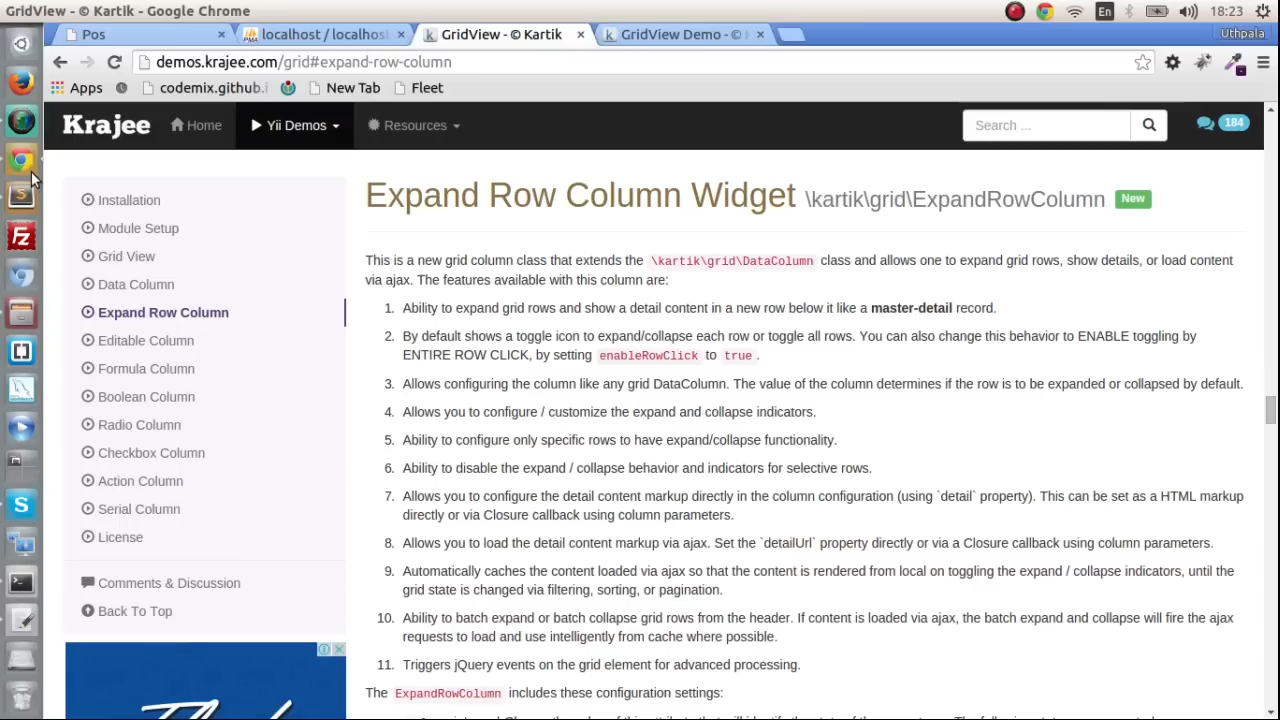 GridView - © Kartik - Google Chrome
En
18:23
Pos
localhost / localhos
GridView - © Kartik
GridView Demo - ©
Uthpala
demos.krajee.com/grid#expand-row-column
Apps
codemix.github.i
New Tab
Fleet
Krajee
Home
Yii Demos
Resources
Search ...
184
Installation
Module Setup
Grid View
Data Column
Expand Row Column
Editable Column
Formula Column
Boolean Column
Radio Column
Checkbox Column
Action Column
Serial Column
License
Comments & Discussion
Back To Top
Expand Row Column Widget \kartik\grid\ExpandRowColumn New
This is a new grid column class that extends the \kartik\grid\DataColumn class and allows one to expand grid rows, show details, or load content
via ajax. The features available with this column are:
1. Ability to expand grid rows and show a detail content in a new row below it like a master-detail record.
2. By default shows a toggle icon to expand/collapse each row or toggle all rows. You can also change this behavior to ENABLE toggling by
ENTIRE ROW CLICK, by setting enableRowClick to true .
3. Allows configuring the column like any grid DataColumn. The value of the column determines if the row is to be expanded or collapsed by default.
4. Allows you to configure / customize the expand and collapse indicators.
5. Ability to configure only specific rows to have expand/collapse functionality.
6. Ability to disable the expand / collapse behavior and indicators for selective rows.
7. Allows you to configure the detail content markup directly in the column configuration (using `detail` property). This can be set as a HTML markup
directly or via Closure callback using column parameters.
8. Allows you to load the detail content markup via ajax. Set the `detailUrl` property directly or via a Closure callback using column parameters.
9. Automatically caches the content loaded via ajax so that the content is rendered from local on toggling the expand / collapse indicators, until the
grid state is changed via filtering, sorting, or pagination.
10. Ability to batch expand or batch collapse grid rows from the header. If content is loaded via ajax, the batch expand and collapse will fire the ajax
requests to load and use intelligently from cache where possible.
11. Triggers jQuery events on the grid element for advanced processing.
The ExpandRowColumn includes these configuration settings: